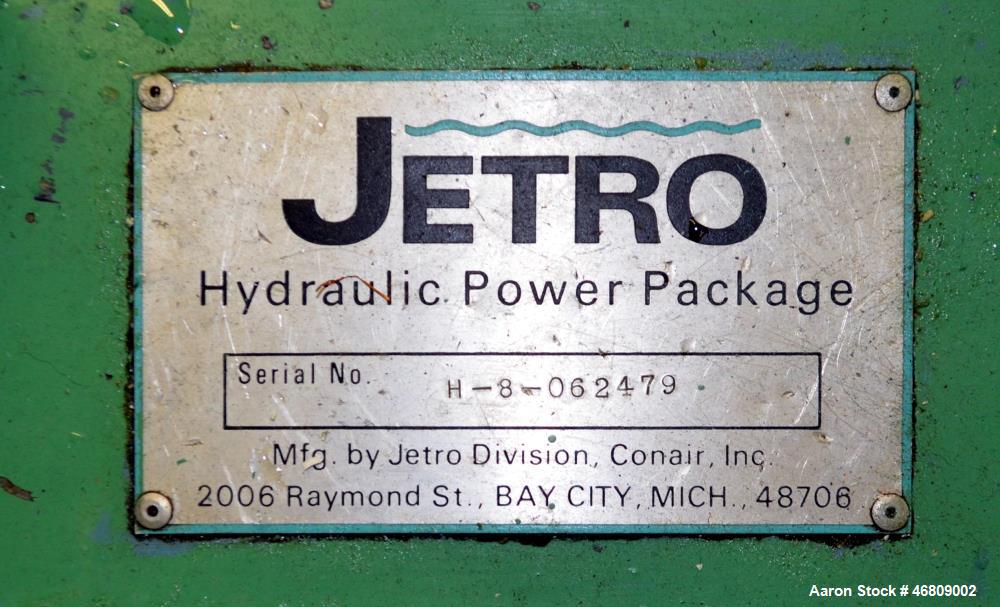 JETRO
Hydraulic Power Package
Serial No. H-8-062479
Mfg. by Jetro Division, Conair, Inc.
2006 Raymond St., BAY CITY, MICH., 48706
Aaron Stock # 46809002